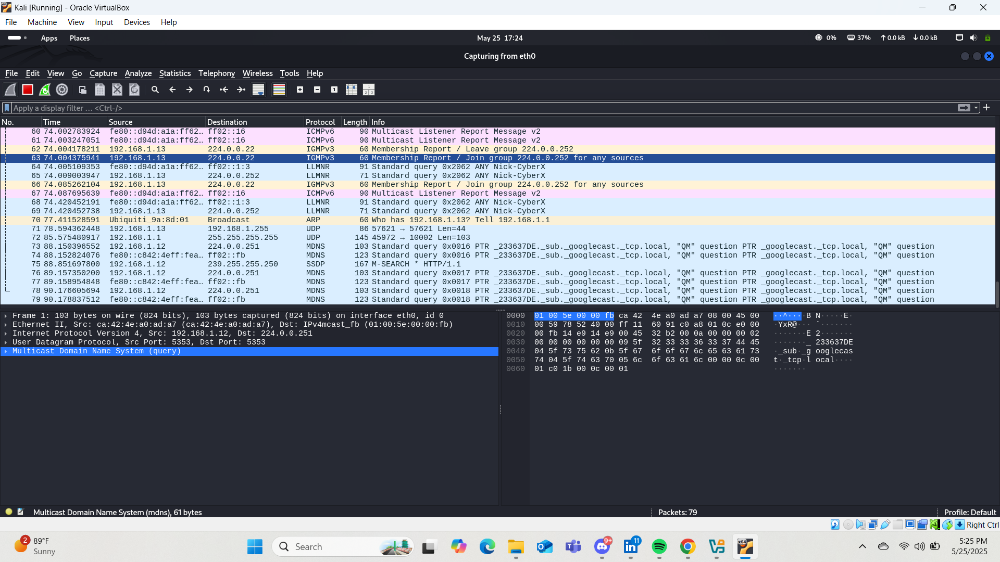 Kali [Running] - Oracle VirtualBox
File Machine View Input Devices Help
Apps Places May 25 17:24 0% 37% ↑0.0 kB ↓0.0 kB
Capturing from eth0
File Edit View Go Capture Analyze Statistics Telephony Wireless Tools Help
Apply a display filter … <Ctrl-/>
No. Time Source Destination Protocol Length Info
60 74.002783924 fe80::d94d:a1a:ff62… ff02::16 ICMPv6 90 Multicast Listener Report Message v2
61 74.003247051 fe80::d94d:a1a:ff62… ff02::16 ICMPv6 90 Multicast Listener Report Message v2
62 74.004178211 192.168.1.13 224.0.0.22 IGMPv3 60 Membership Report / Leave group 224.0.0.252
63 74.004375941 192.168.1.13 224.0.0.22 IGMPv3 60 Membership Report / Join group 224.0.0.252 for any sources
64 74.005109353 fe80::d94d:a1a:ff62… ff02::1:3 LLMNR 91 Standard query 0x2062 ANY Nick-CyberX
65 74.009003947 192.168.1.13 224.0.0.252 LLMNR 71 Standard query 0x2062 ANY Nick-CyberX
66 74.085262104 192.168.1.13 224.0.0.22 IGMPv3 60 Membership Report / Join group 224.0.0.252 for any sources
67 74.087695639 fe80::d94d:a1a:ff62… ff02::16 ICMPv6 90 Multicast Listener Report Message v2
68 74.420452191 fe80::d94d:a1a:ff62… ff02::1:3 LLMNR 91 Standard query 0x2062 ANY Nick-CyberX
69 74.420452738 192.168.1.13 224.0.0.252 LLMNR 71 Standard query 0x2062 ANY Nick-CyberX
70 77.411528591 Ubiquiti_9a:8d:01 Broadcast ARP 60 Who has 192.168.1.13? Tell 192.168.1.1
71 78.594362448 192.168.1.13 192.168.1.255 UDP 86 57621 → 57621 Len=44
72 85.575480917 192.168.1.1 255.255.255.255 UDP 145 45972 → 10002 Len=103
73 88.150396552 192.168.1.12 224.0.0.251 MDNS 103 Standard query 0x0016 PTR _233637DE._sub._googlecast._tcp.local, "QM" question PTR _googlecast._tcp.local, "QM" question
74 88.152824076 fe80::c842:4eff:fea… ff02::fb MDNS 123 Standard query 0x0016 PTR _233637DE._sub._googlecast._tcp.local, "QM" question PTR _googlecast._tcp.local, "QM" question
75 88.851697800 192.168.1.12 239.255.255.250 SSDP 167 M-SEARCH * HTTP/1.1
76 89.157350200 192.168.1.12 224.0.0.251 MDNS 103 Standard query 0x0017 PTR _233637DE._sub._googlecast._tcp.local, "QM" question PTR _googlecast._tcp.local, "QM" question
77 89.158954848 fe80::c842:4eff:fea… ff02::fb MDNS 123 Standard query 0x0017 PTR _233637DE._sub._googlecast._tcp.local, "QM" question PTR _googlecast._tcp.local, "QM" question
78 90.176605694 192.168.1.12 224.0.0.251 MDNS 103 Standard query 0x0018 PTR _233637DE._sub._googlecast._tcp.local, "QM" question PTR _googlecast._tcp.local, "QM" question
79 90.178837512 fe80::c842:4eff:fea… ff02::fb MDNS 123 Standard query 0x0018 PTR _233637DE._sub._googlecast._tcp.local, "QM" question PTR _googlecast._tcp.local, "QM" question
Frame 1: 103 bytes on wire (824 bits), 103 bytes captured (824 bits) on interface eth0, id 0
Ethernet II, Src: ca:42:4e:a0:ad:a7 (ca:42:4e:a0:ad:a7), Dst: IPv4mcast_fb (01:00:5e:00:00:fb)
Internet Protocol Version 4, Src: 192.168.1.12, Dst: 224.0.0.251
User Datagram Protocol, Src Port: 5353, Dst Port: 5353
Multicast Domain Name System (query)
0000 01 00 5e 00 00 fb ca 42 4e a0 ad a7 08 00 45 00 ··^····B N·····E·
0010 00 59 78 52 40 00 ff 11 60 91 c0 a8 01 0c e0 00 ·YxR@··· `·······
0020 00 fb 14 e9 14 e9 00 45 32 b2 00 0a 00 00 00 02 ·······E 2·······
0030 00 00 00 00 00 00 09 5f 32 33 33 36 33 37 44 45 ·······_ 233637DE
0040 04 5f 73 75 62 0b 5f 67 6f 6f 67 6c 65 63 61 73 ·_sub·_g ooglecas
0050 74 04 5f 74 63 70 05 6c 6f 63 61 6c 00 00 0c 00 t·_tcp·l ocal····
0060 01 c0 1b 00 0c 00 01 ·······
Multicast Domain Name System (mdns), 61 bytes Packets: 79 Profile: Default
Right Ctrl
2 89°F
Sunny
Search
9+
11
5:25 PM
5/25/2025